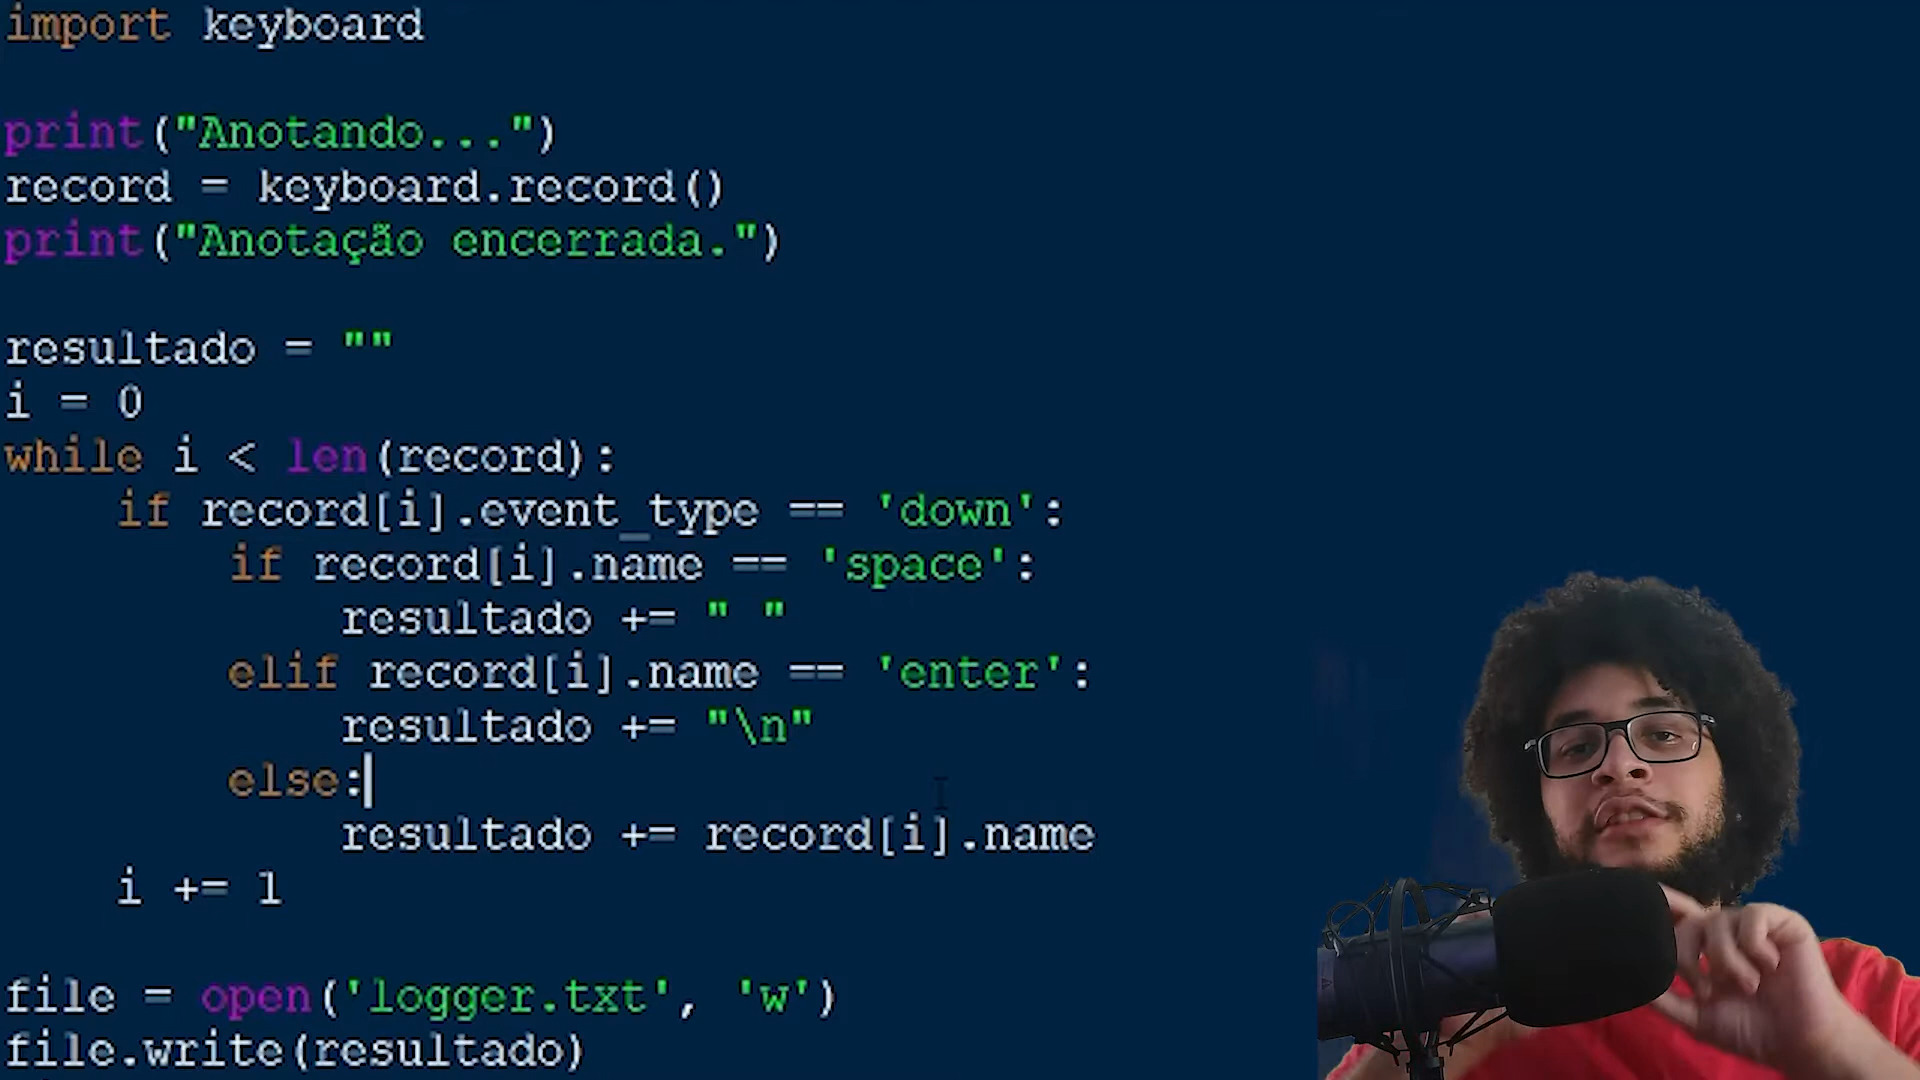 import keyboard
print("Anotando...")
record = keyboard.record()
print("Anotação encerrada.")
resultado = ""
i = 0
while i < len(record):
    if record[i].event_type == 'down':
        if record[i].name == 'space':
            resultado += " "
        elif record[i].name == 'enter':
            resultado += "\n"
        else:
            resultado += record[i].name
    i += 1
file = open('logger.txt', 'w')
file.write(resultado)